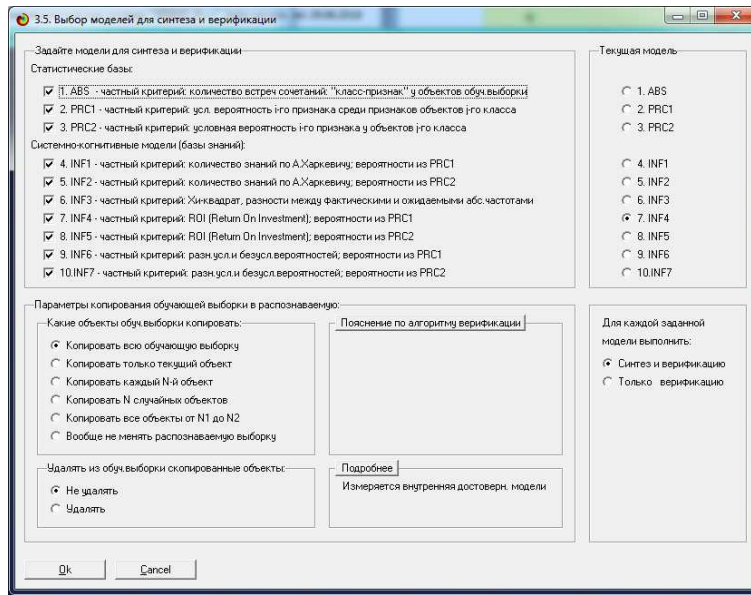 3.5. Выбор моделей для синтеза и верификации
Задайте модели для синтеза и верификации
Статистические базы:
1. ABS - частный критерий: количество встреч сочетаний: "класс-признак" у объектов обуч.выборки
2. PRC1 - частный критерий: усл. вероятность i-го признака среди признаков объектов j-го класса
3. PRC2 - частный критерий: условная вероятность i-го признака у объектов j-го класса
Системно-когнитивные модели (базы знаний):
4. INF1 - частный критерий: количество знаний по А.Харкевичу; вероятности из PRC1
5. INF2 - частный критерий: количество знаний по А.Харкевичу; вероятности из PRC2
6. INF3 - частный критерий: Хи-квадрат, разности между фактическими и ожидаемыми абс.частотами
7. INF4 - частный критерий: ROI (Return On Investment); вероятности из PRC1
8. INF5 - частный критерий: ROI (Return On Investment); вероятности из PRC2
9. INF6 - частный критерий: разн.усл.и безусл.вероятностей; вероятности из PRC1
10.INF7 - частный критерий: разн.усл.и безусл.вероятностей; вероятности из PRC2
Текущая модель
1. ABS
2. PRC1
3. PRC2
4. INF1
5. INF2
6. INF3
7. INF4
8. INF5
9. INF6
10.INF7
Параметры копирования обучающей выборки в распознаваемую:
Какие объекты обуч.выборки копировать:
Копировать всю обучающую выборку
Копировать только текущий объект
Копировать каждый N-й объект
Копировать N случайных объектов
Копировать все объекты от N1 до N2
Вообще не менять распознаваемую выборку
Пояснение по алгоритму верификации
Удалять из обуч.выборки скопированные объекты:
Не удалять
Удалять
Подробнее
Измеряется внутренняя достоверн. модели
Для каждой заданной
модели выполнить:
Синтез и верификацию
Только верификацию
Ok
Cancel